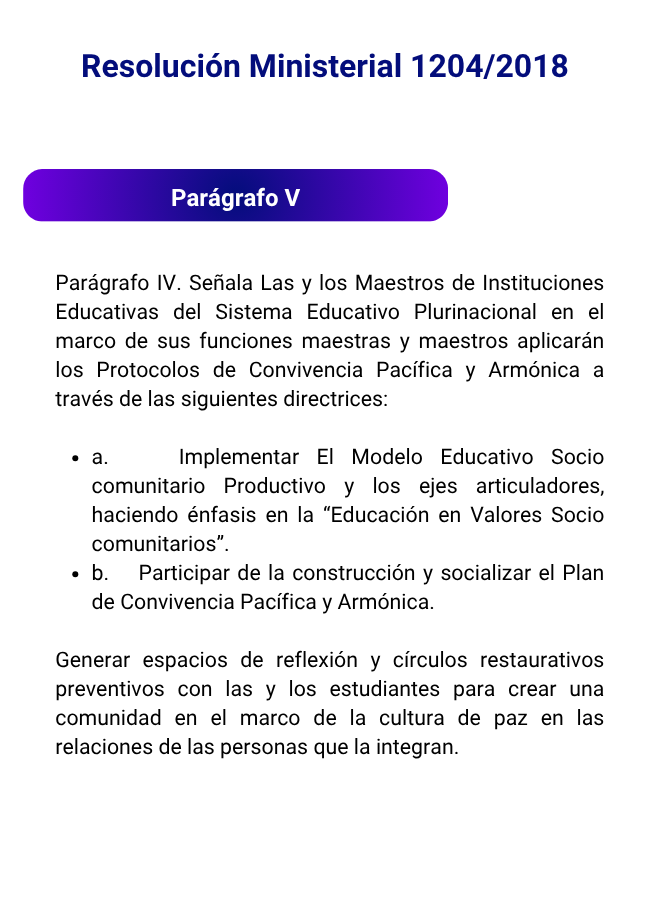 Resolución Ministerial 1204/2018
Parágrafo V
Parágrafo IV. Señala Las y los Maestros de Instituciones
Educativas del Sistema Educativo Plurinacional en el
marco de sus funciones maestras y maestros aplicarán
los Protocolos de Convivencia Pacífica y Armónica a
través de las siguientes directrices:
• a. Implementar El Modelo Educativo Socio
comunitario Productivo y los ejes articuladores,
haciendo énfasis en la “Educación en Valores Socio
comunitarios”.
• b. Participar de la construcción y socializar el Plan
de Convivencia Pacífica y Armónica.
Generar espacios de reflexión y círculos restaurativos
preventivos con las y los estudiantes para crear una
comunidad en el marco de la cultura de paz en las
relaciones de las personas que la integran.